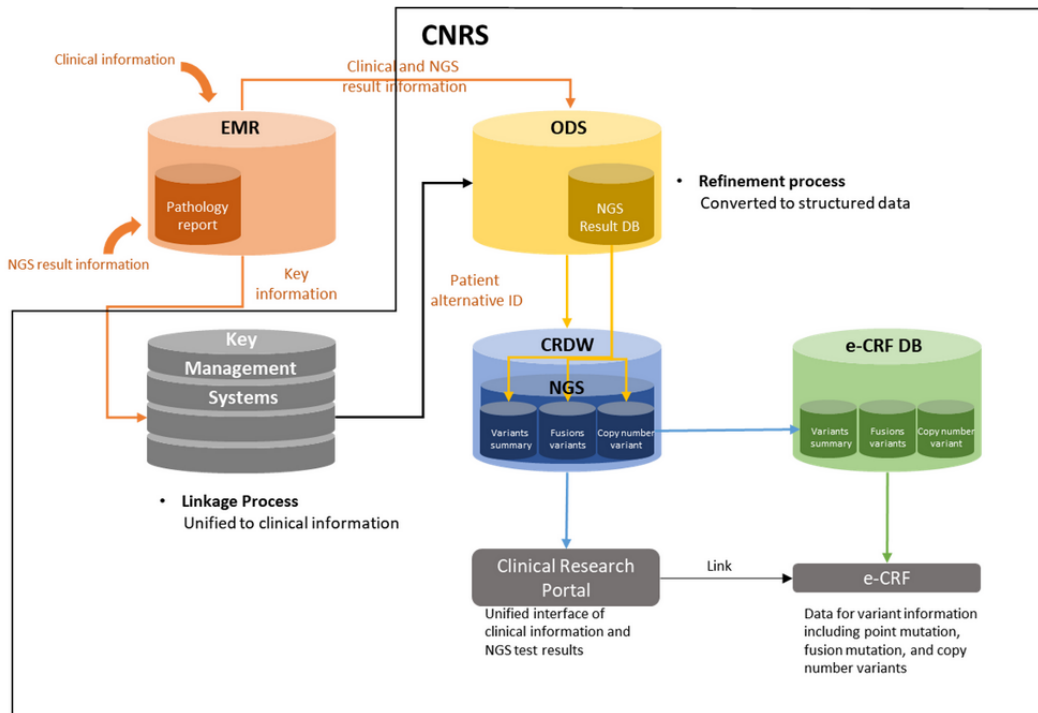 CNRS
Clinical information
Clinical and NGS
result information
EMR
ODS
Pathology
report
NGS
Result DB
• Refinement process
Converted to structured data
NGS result information
Key
information
Patient
alternative ID
Key
Management
Systems
CRDW
NGS
Variants
summary
Fusions
variants
Copy number
variant
e-CRF DB
Variants
summary
Fusions
variants
Copy number
variant
• Linkage Process
Unified to clinical information
Clinical Research
Portal
Link
e-CRF
Unified interface of
clinical information and
NGS test results
Data for variant information
including point mutation,
fusion mutation, and copy
number variants